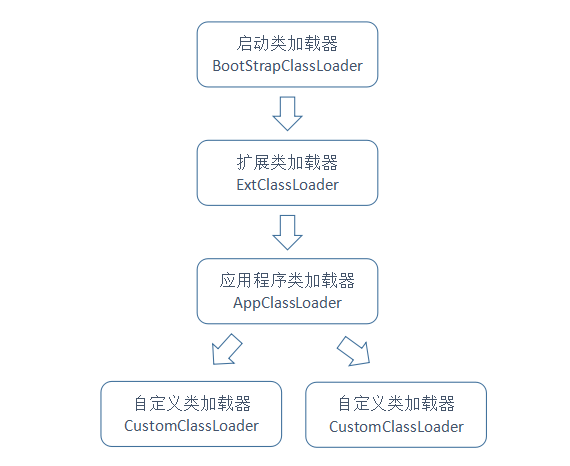 启动类加载器
BootStrapClassLoader
扩展类加载器
ExtClassLoader
应用程序类加载器
AppClassLoader
自定义类加载器
CustomClassLoader
自定义类加载器
CustomClassLoader